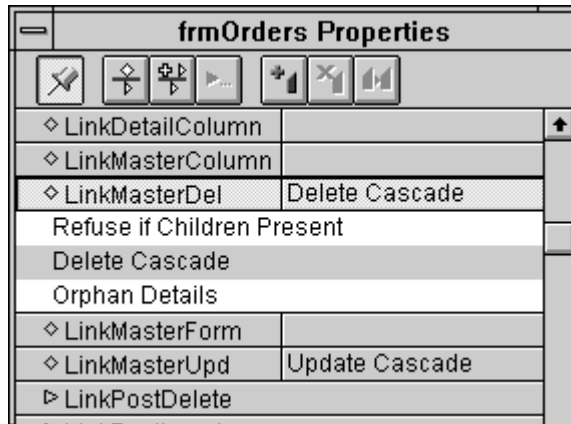 frmOrders Properties
LinkDetailColumn
LinkMasterColumn
LinkMasterDel Delete Cascade
Refuse if Children Present
Delete Cascade
Orphan Details
LinkMasterForm
LinkMasterUpd Update Cascade
LinkPostDelete